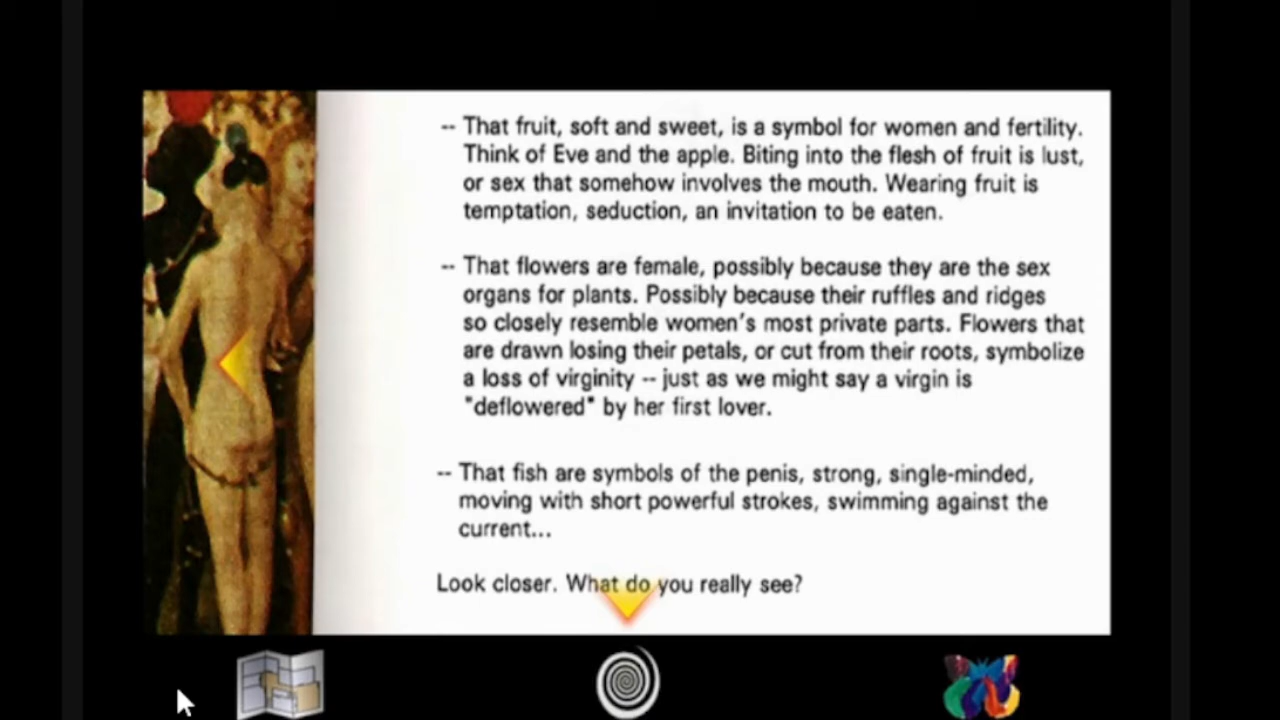 -- That fruit, soft and sweet, is a symbol for women and fertility.
Think of Eve and the apple. Biting into the flesh of fruit is lust,
or sex that somehow involves the mouth. Wearing fruit is
temptation, seduction, an invitation to be eaten.
-- That flowers are female, possibly because they are the sex
organs for plants. Possibly because their ruffles and ridges
so closely resemble women's most private parts. Flowers that
are drawn losing their petals, or cut from their roots, symbolize
a loss of virginity -- just as we might say a virgin is
"deflowered" by her first lover.
-- That fish are symbols of the penis, strong, single-minded,
moving with short powerful strokes, swimming against the
current...
Look closer. What do you really see?